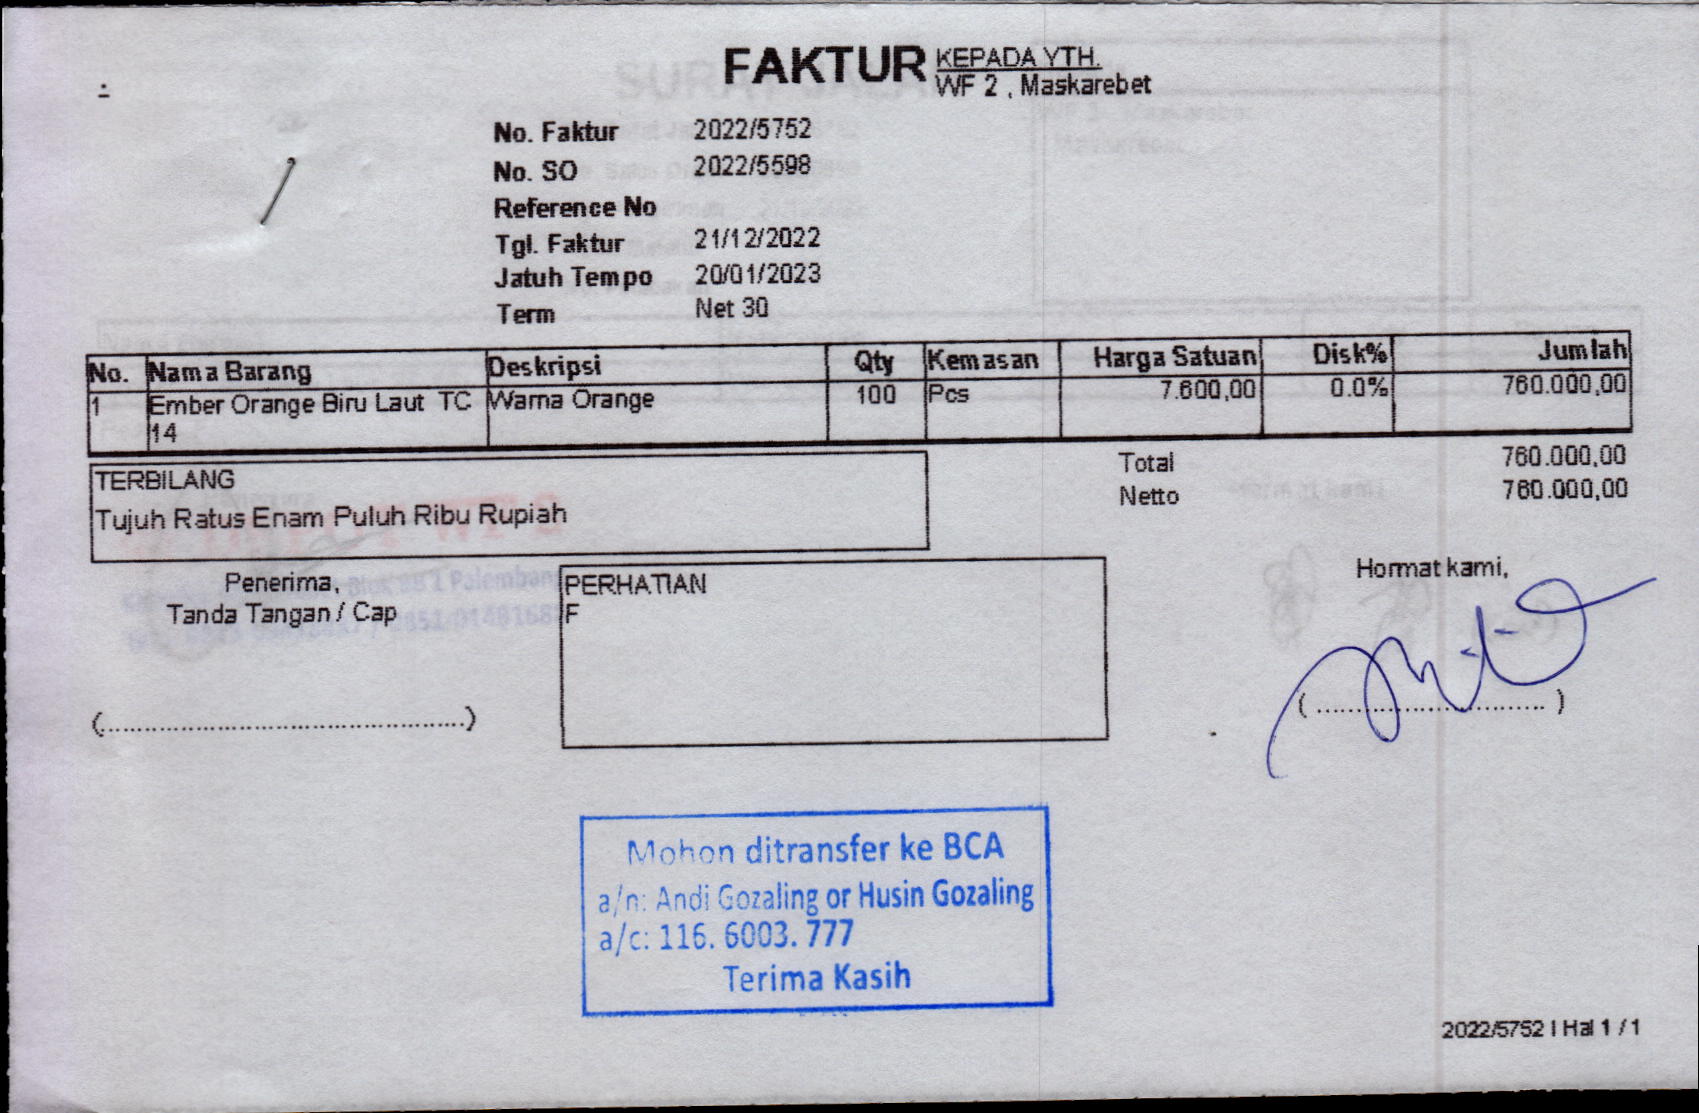 FAKTUR
KEPADA YTH.
WF 2 , Maskarebet
No. Faktur 2022/5752
No. SO 2022/5598
Reference No
Tgl. Faktur 21/12/2022
Jatuh Tempo 20/01/2023
Term Net 30
No. Nama Barang Deskripsi Qty Kemasan Harga Satuan Disk% Jumlah
1 Ember Orange Biru Laut TC Warna Orange 100 Pcs 7.600,00 0.0% 760.000,00
14
Total 760.000,00
Netto 760.000,00
TERBILANG
Tujuh Ratus Enam Puluh Ribu Rupiah
Penerima,
Tanda Tangan / Cap
(..........................................)
PERHATIAN
F
Hormat kami,
( ............................ )
Mohon ditransfer ke BCA
a/n: Andi Gozaling or Husin Gozaling
a/c: 116. 6003. 777
Terima Kasih
2022/5752 I Hal 1 / 1